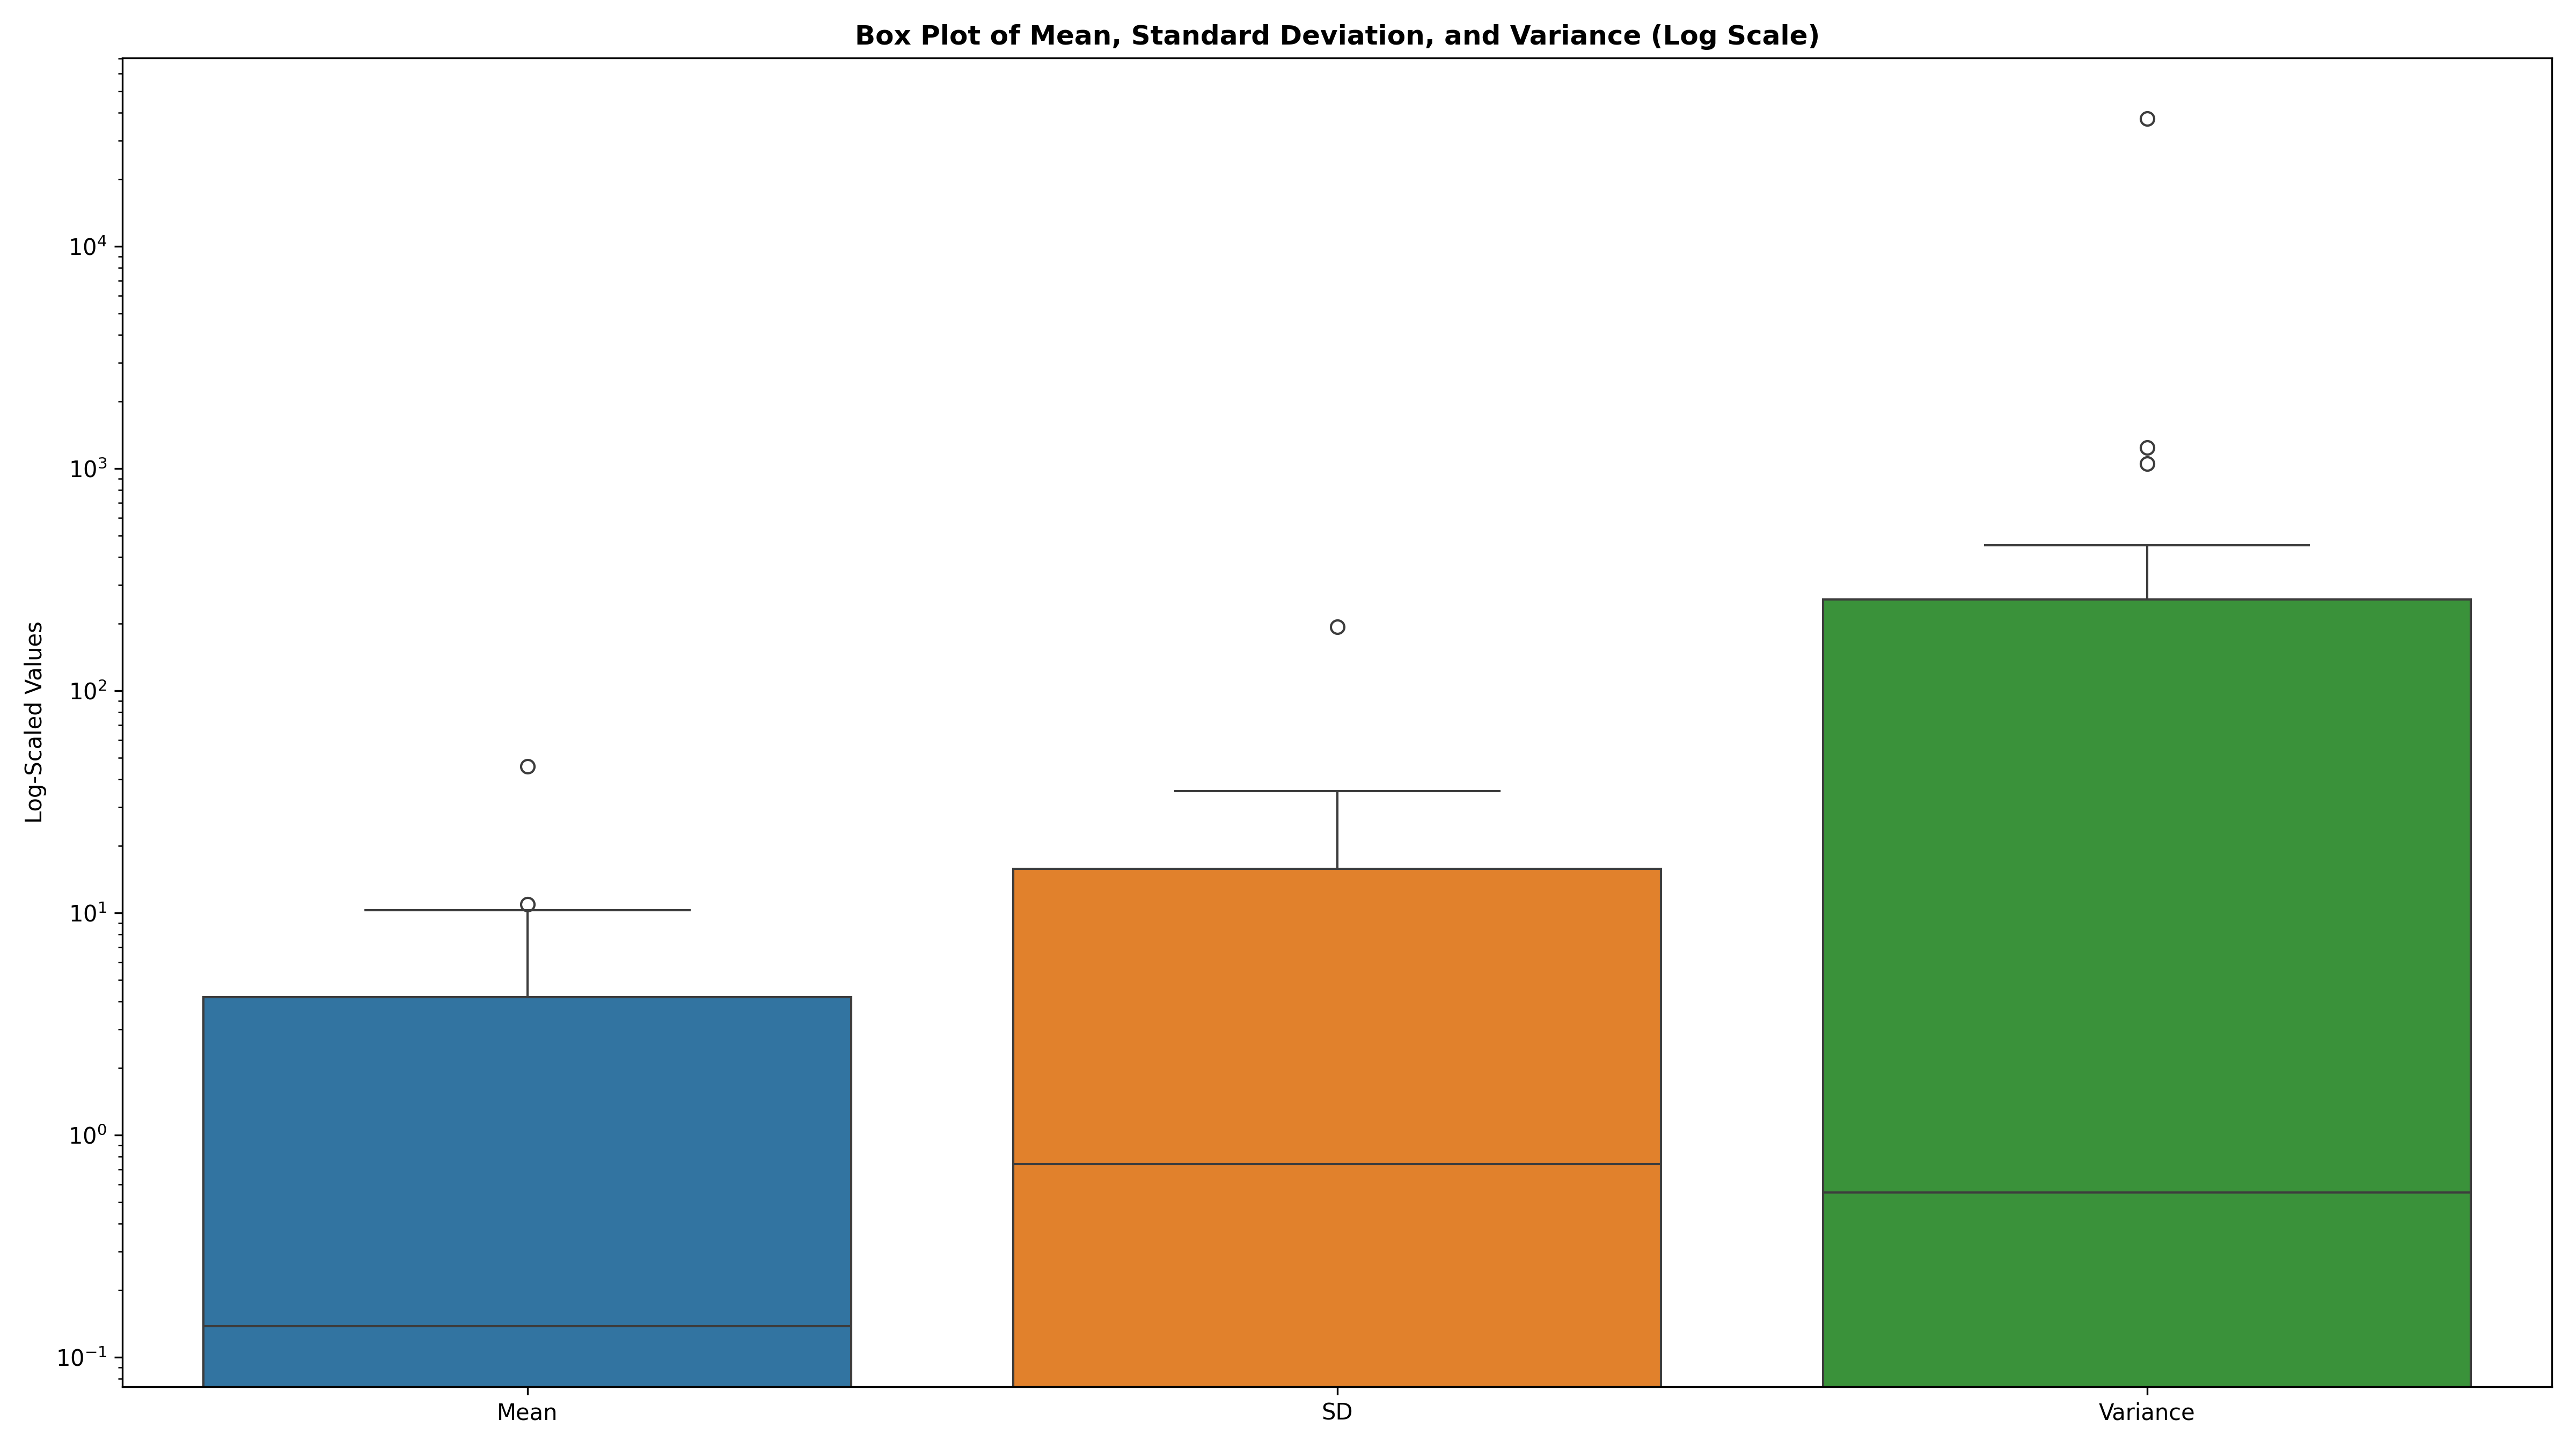 Box Plot of Mean, Standard Deviation, and Variance (Log Scale)
Log-Scaled Values
10⁴
10³
10²
10¹
10⁰
10⁻¹
Mean
SD
Variance